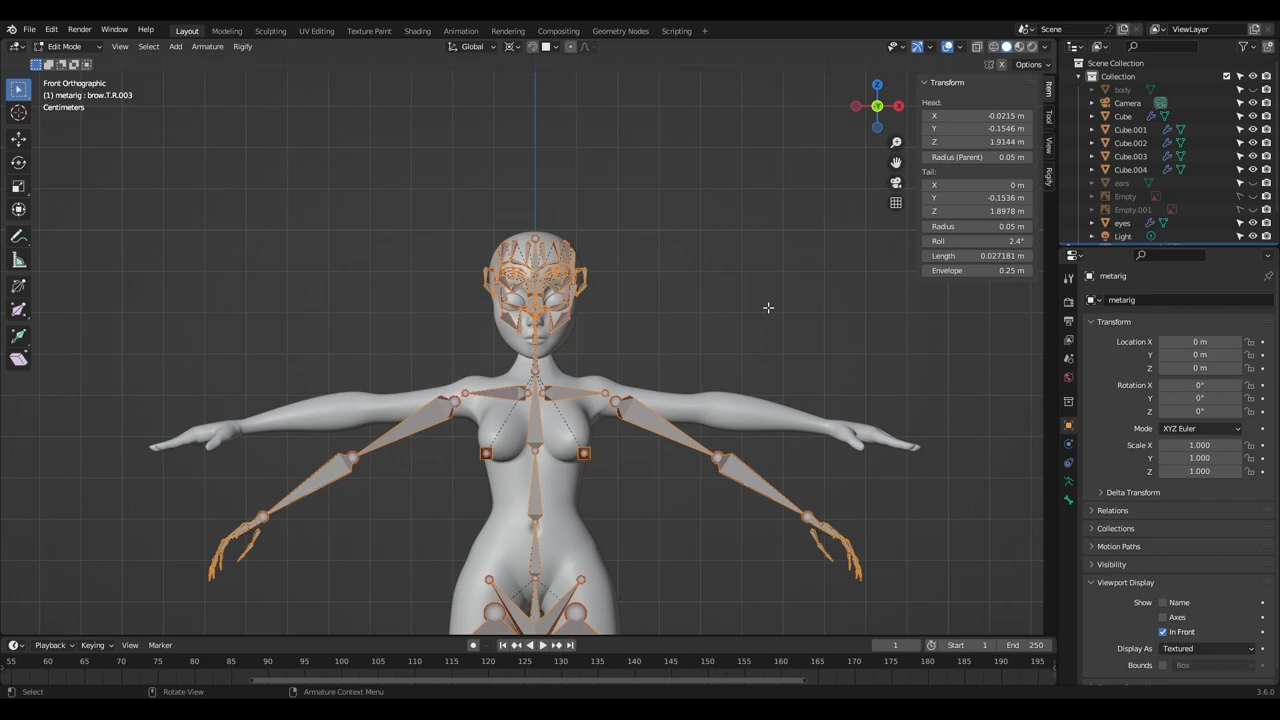 File Edit Render Window Help Layout Modeling Sculpting UV Editing Texture Paint Shading Animation Rendering Compositing Geometry Nodes Scripting + Scene ViewLayer
Edit Mode View Select Add Armature Rigify Global
X Options
Front Orthographic
(1) metarig : brow.T.R.003
Centimeters
Z
X
Y
Transform
Head:
X -0.0215 m
Y -0.1546 m
Z 1.9144 m
Radius (Parent) 0.05 m
Tail:
X 0 m
Y -0.1536 m
Z 1.8978 m
Radius 0.05 m
Roll 2.4°
Length 0.027181 m
Envelope 0.25 m
Item
Tool
View
Rigify
Scene Collection
Collection
body
Camera
Cube
Cube.001
Cube.002
Cube.003
Cube.004
ears
Empty
Empty.001
eyes
Light
metarig
metarig
Transform
Location X 0 m
Y 0 m
Z 0 m
Rotation X 0°
Y 0°
Z 0°
Mode XYZ Euler
Scale X 1.000
Y 1.000
Z 1.000
Delta Transform
Relations
Collections
Motion Paths
Visibility
Viewport Display
Show Name
Axes
In Front
Display As Textured
Bounds Box
Playback Keying View Marker 1 Start 1 End 250
55 60 65 70 75 80 85 90 95 100 105 110 115 120 125 130 135 140 145 150 155 160 165 170 175 180 185 190 195
Select Rotate View Armature Context Menu 3.6.0